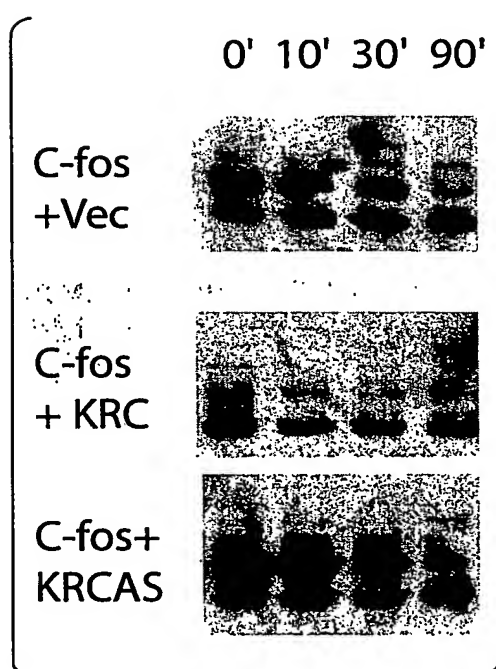 0' 10' 30' 90'
C-fos
+Vec
C-fos
+ KRC
C-fos+
KRCAS